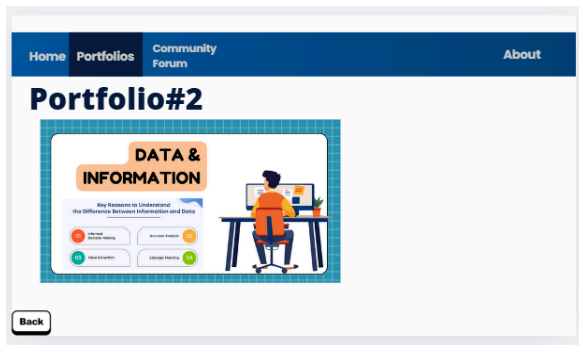 Home Portfolios Community Forum About
Portfolio#2
DATA &
INFORMATION
Key Reasons to Understand
the Difference Between Information and Data
01 Informed Decision Making
Accurate Analysis 02
03 Value Extraction
Strategic Planning 04
Back